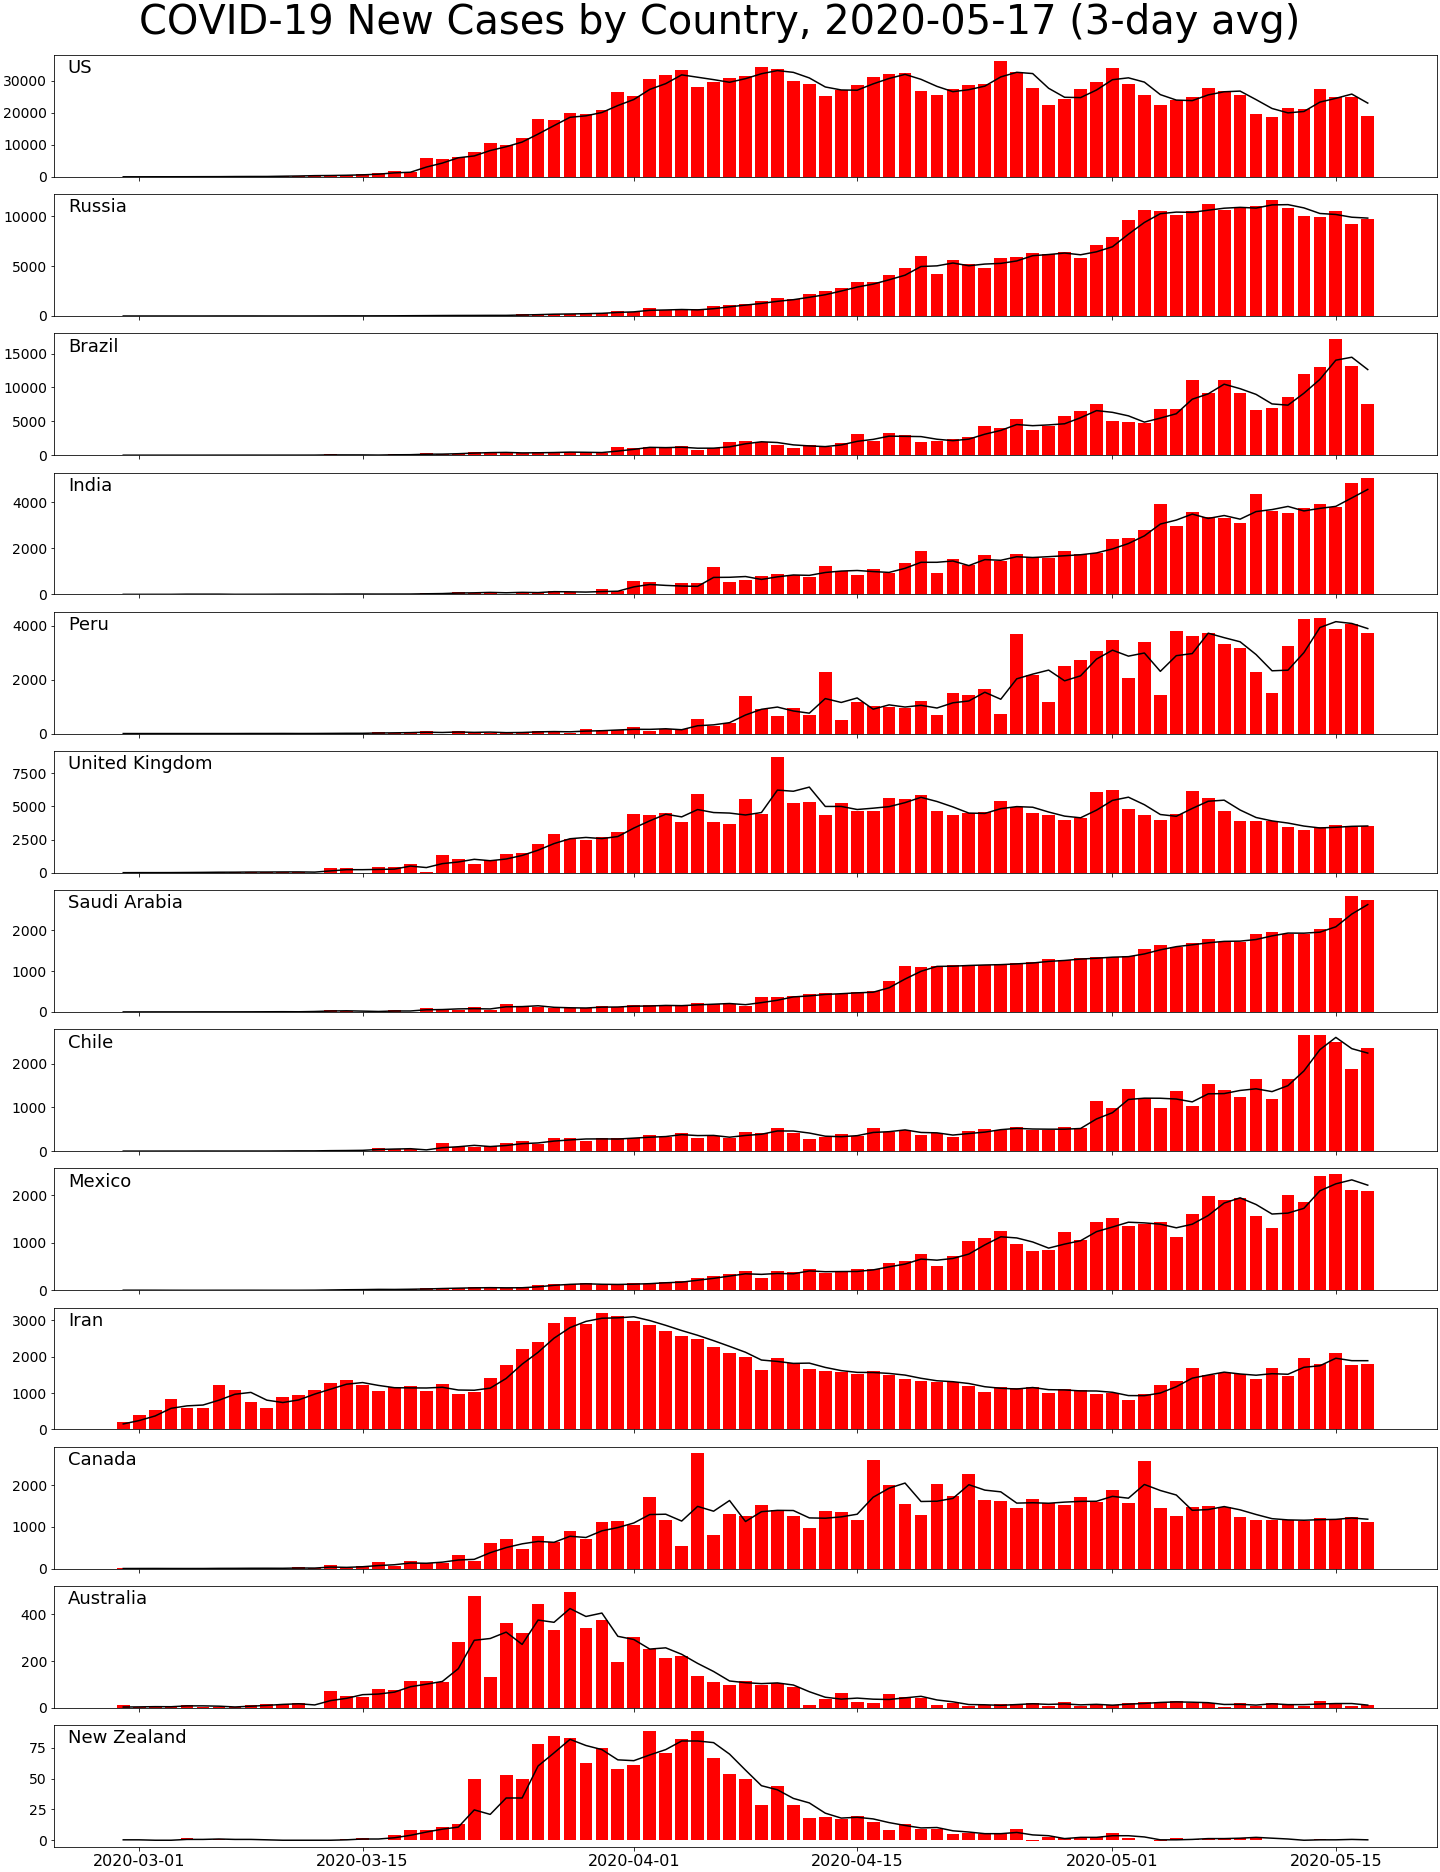 COVID-19 New Cases by Country, 2020-05-17 (3-day avg)
US
30000
20000
10000
0
Russia
10000
5000
0
Brazil
15000
10000
5000
0
India
4000
2000
0
Peru
4000
2000
0
United Kingdom
7500
5000
2500
0
Saudi Arabia
2000
1000
0
Chile
2000
1000
0
Mexico
2000
1000
0
Iran
3000
2000
1000
0
Canada
2000
1000
0
Australia
400
200
0
New Zealand
75
50
25
0
2020-03-01 2020-03-15 2020-04-01 2020-04-15 2020-05-01 2020-05-15